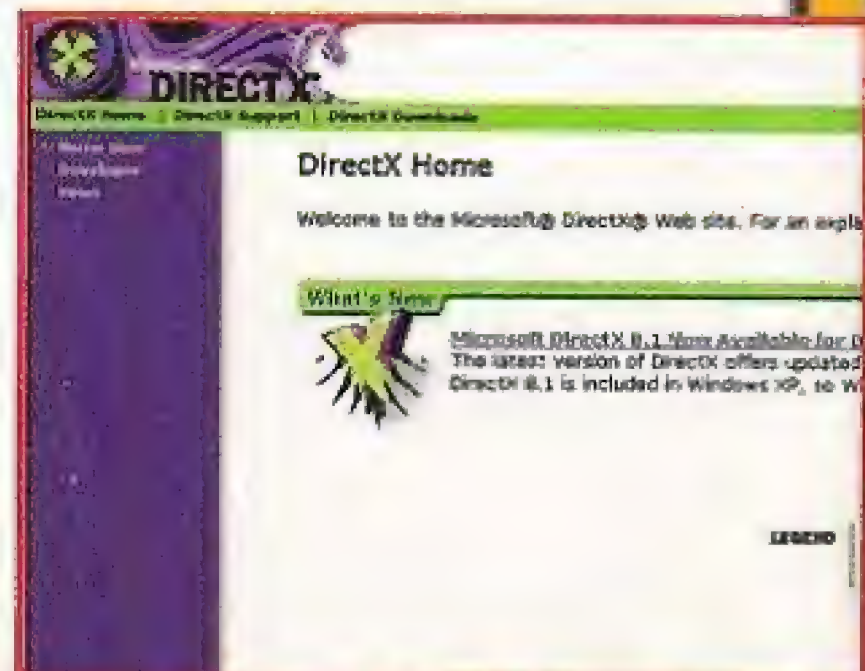 DIRECTX
DirectX Home | DirectX Support | DirectX Downloads
DirectX Home
Welcome to the Microsoft® DirectX® Web site. For an expla
What's New
Microsoft DirectX 8.1 Now Available for D
The latest version of DirectX offers updated
DirectX 8.1 is included in Windows XP, so W
LEGEND